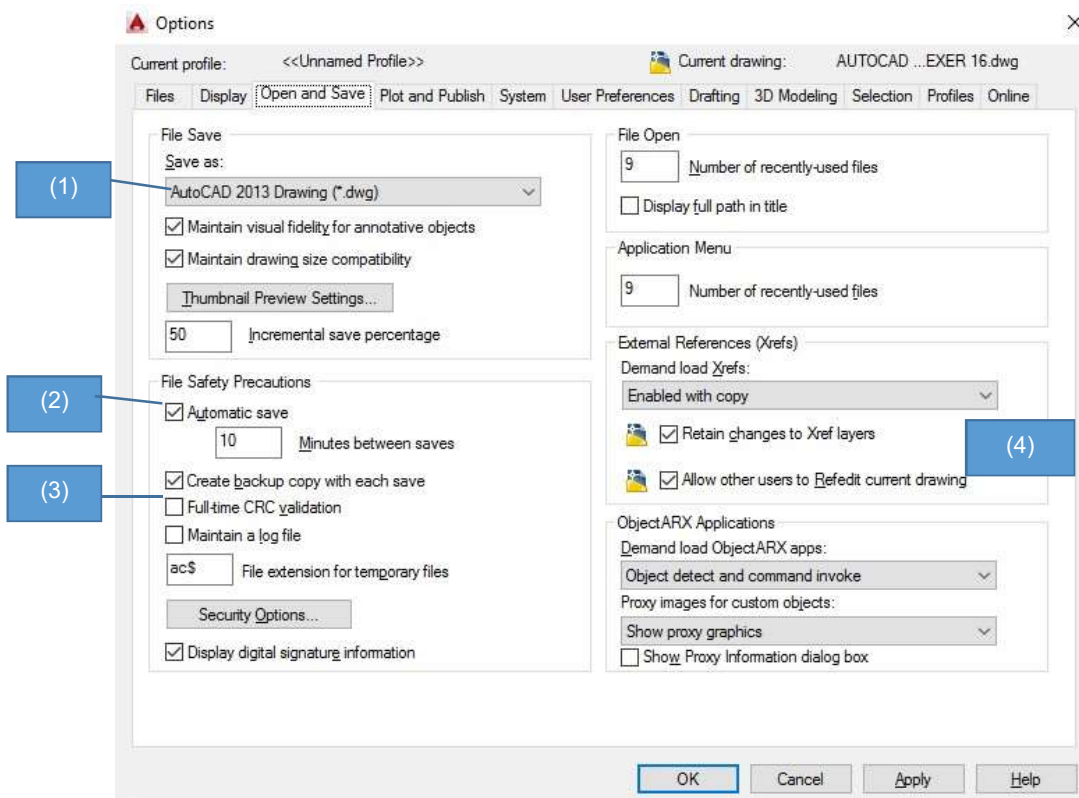 Options
Current profile: <<Unnamed Profile>> Current drawing: AUTOCAD ...EXER 16.dwg
Files Display Open and Save Plot and Publish System User Preferences Drafting 3D Modeling Selection Profiles Online
File Save
Save as:
(1)
AutoCAD 2013 Drawing (*.dwg)
Maintain visual fidelity for annotative objects
Maintain drawing size compatibility
Thumbnail Preview Settings...
50 Incremental save percentage
File Safety Precautions
(2)
Automatic save
10 Minutes between saves
(3)
Create backup copy with each save
Full-time CRC validation
Maintain a log file
ac$ File extension for temporary files
Security Options...
Display digital signature information
File Open
9 Number of recently-used files
Display full path in title
Application Menu
9 Number of recently-used files
External References (Xrefs)
Demand load Xrefs:
Enabled with copy
Retain changes to Xref layers
(4)
Allow other users to Refedit current drawing
ObjectARX Applications
Demand load ObjectARX apps:
Object detect and command invoke
Proxy images for custom objects:
Show proxy graphics
Show Proxy Information dialog box
OK Cancel Apply Help